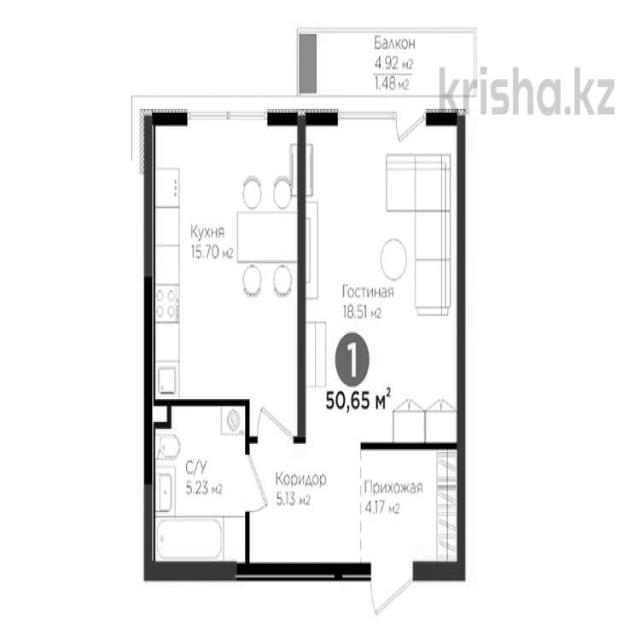 Балкон
4.92 м2
1.48 м2
krisha.kz
Кухня
15.70 м2
Гостиная
18.51 м2
1
50,65 м²
С/У
5.23 м2
Коридор
5.13 м2
Прихожая
4.17 м2